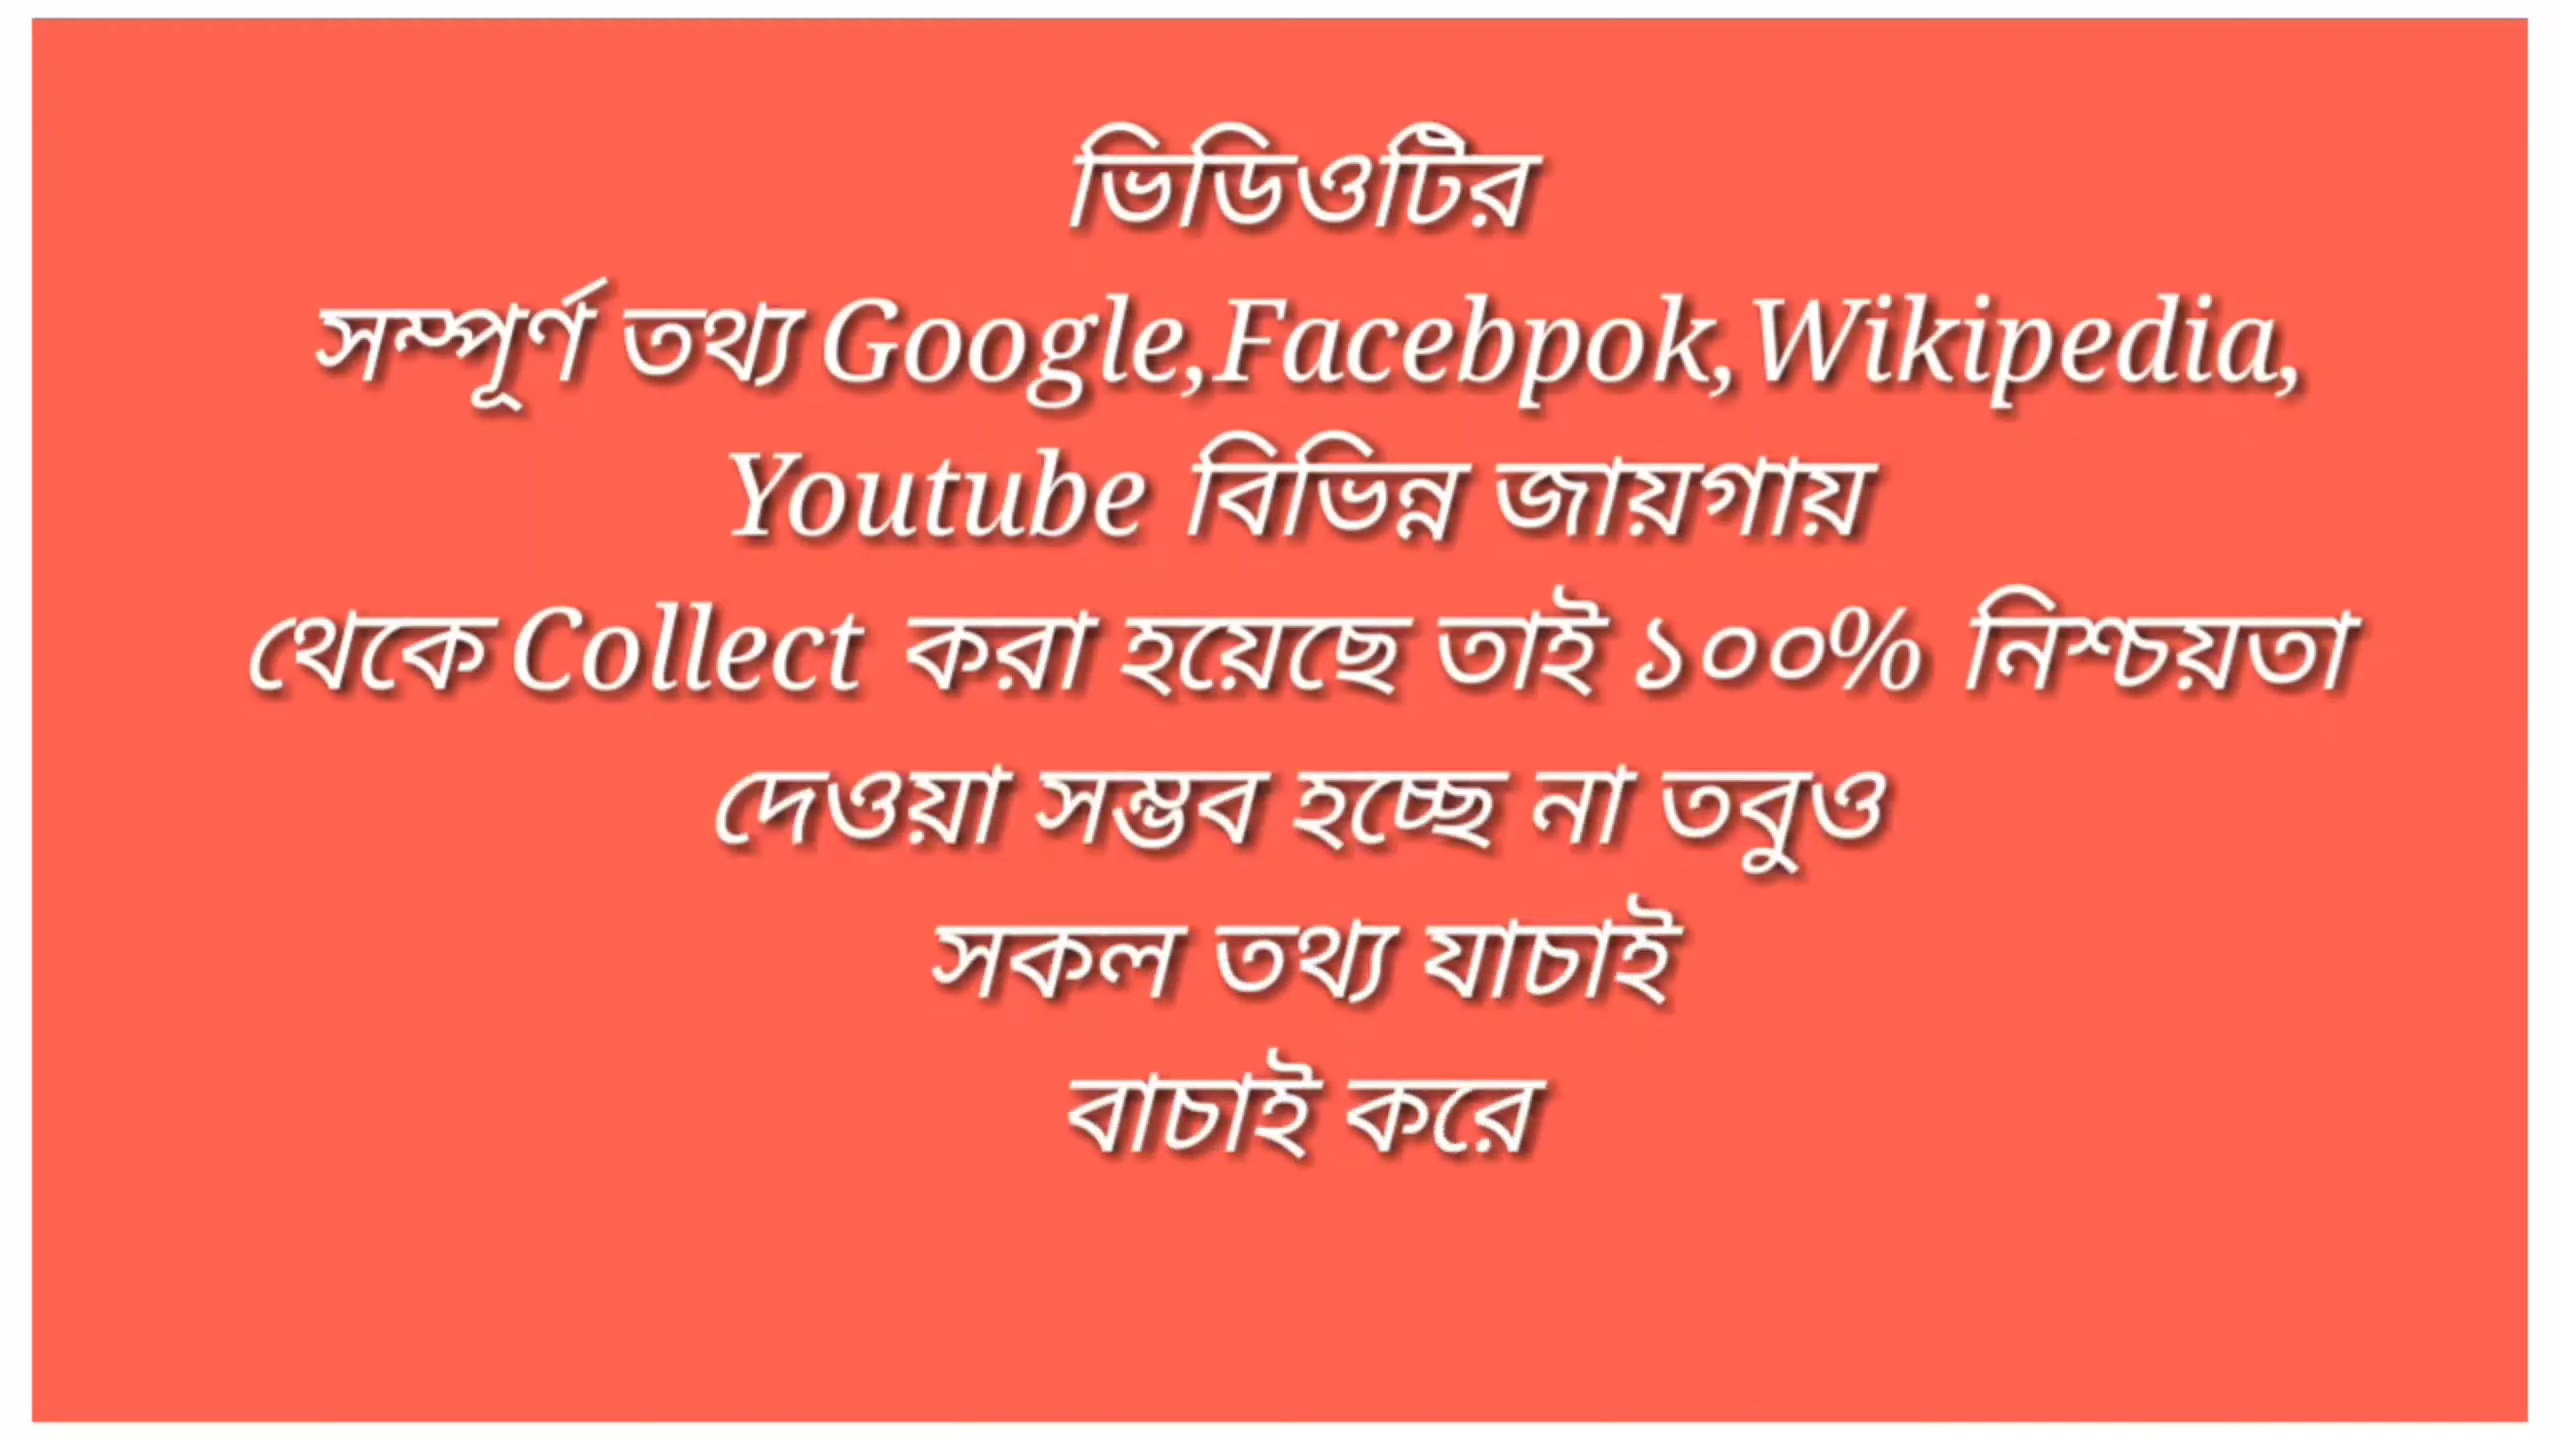 ভিডিওটির
সম্পূর্ণ তথ্য Google,Facebpok,Wikipedia,
Youtube বিভিন্ন জায়গায়
থেকে Collect করা হয়েছে তাই ১০০% নিশ্চয়তা
দেওয়া সম্ভব হচ্ছে না তবুও
সকল তথ্য যাচাই
বাচাই করে